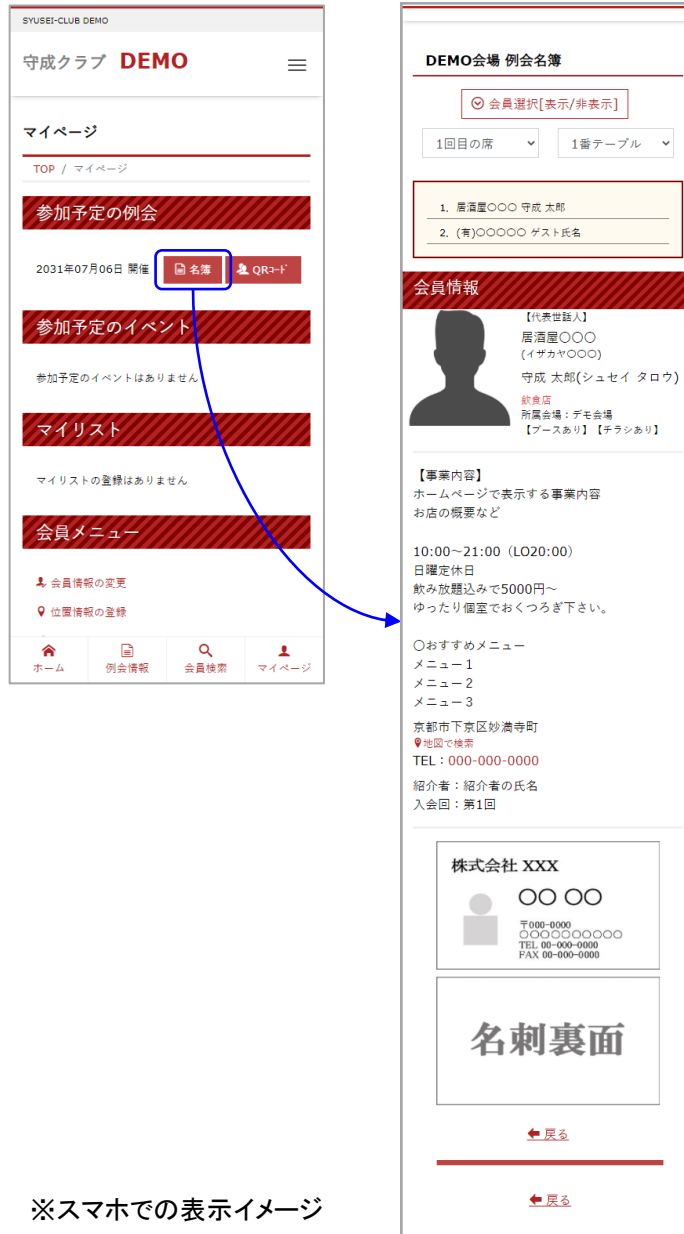 SYUSEI-CLUB DEMO
守成クラブ DEMO
マイページ
TOP / マイページ
参加予定の例会
2031年07月06日 開催 名簿 QRｺｰﾄﾞ
参加予定のイベント
参加予定のイベントはありません
マイリスト
マイリストの登録はありません
会員メニュー
会員情報の変更
位置情報の登録
ホーム 例会情報 会員検索 マイページ
※スマホでの表示イメージ
DEMO会場 例会名簿
会員選択[表示/非表示]
1回目の席 1番テーブル
1. 居酒屋〇〇〇 守成 太郎
2. (有)〇〇〇〇〇 ゲスト氏名
会員情報
【代表世話人】
居酒屋〇〇〇
(イザカヤ〇〇〇)
守成 太郎(シュセイ タロウ)
飲食店
所属会場：デモ会場
【ブースあり】【チラシあり】
【事業内容】
ホームページで表示する事業内容
お店の概要など
10:00～21:00（LO20:00）
日曜定休日
飲み放題込みで5000円～
ゆったり個室でおくつろぎ下さい。
〇おすすめメニュー
メニュー１
メニュー２
メニュー３
京都市下京区妙満寺町
地図で検索
TEL：000-000-0000
紹介者：紹介者の氏名
入会回：第1回
株式会社 XXX
〇〇 〇〇
〒000-0000
〇〇〇〇〇〇〇〇〇〇
TEL 00-000-0000
FAX 00-000-0000
名刺裏面
戻る
戻る